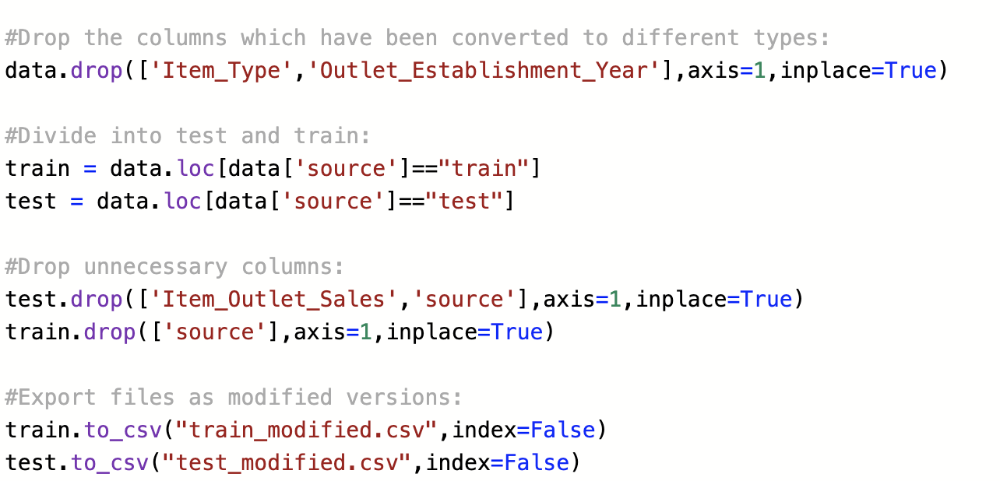 #Drop the columns which have been converted to different types:
data.drop(['Item_Type','Outlet_Establishment_Year'],axis=1,inplace=True)
#Divide into test and train:
train = data.loc[data['source']=="train"]
test = data.loc[data['source']=="test"]
#Drop unnecessary columns:
test.drop(['Item_Outlet_Sales','source'],axis=1,inplace=True)
train.drop(['source'],axis=1,inplace=True)
#Export files as modified versions:
train.to_csv("train_modified.csv",index=False)
test.to_csv("test_modified.csv",index=False)